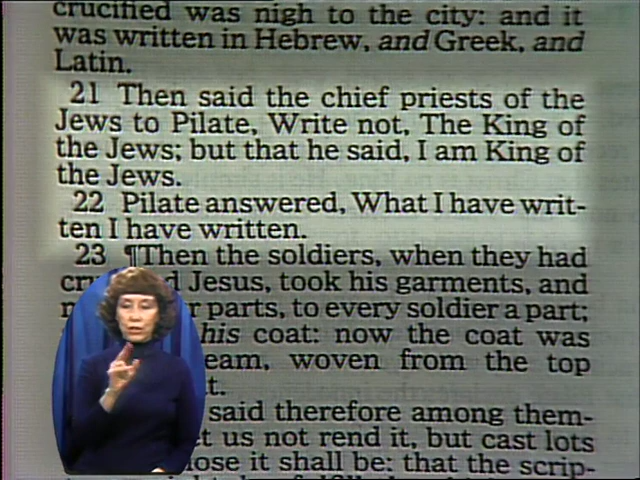 crucified was nigh to the city: and it
was written in Hebrew, and Greek, and
Latin.
21 Then said the chief priests of the
Jews to Pilate, Write not, The King of
the Jews; but that he said, I am King of
the Jews.
22 Pilate answered, What I have writ-
ten I have written.
23 ¶Then the soldiers, when they had
Jesus, took his garments, and
parts, to every soldier a part;
his coat: now the coat was
woven from the top
said therefore among them-
us not rend it, but cast lots
it shall be: that the scrip-